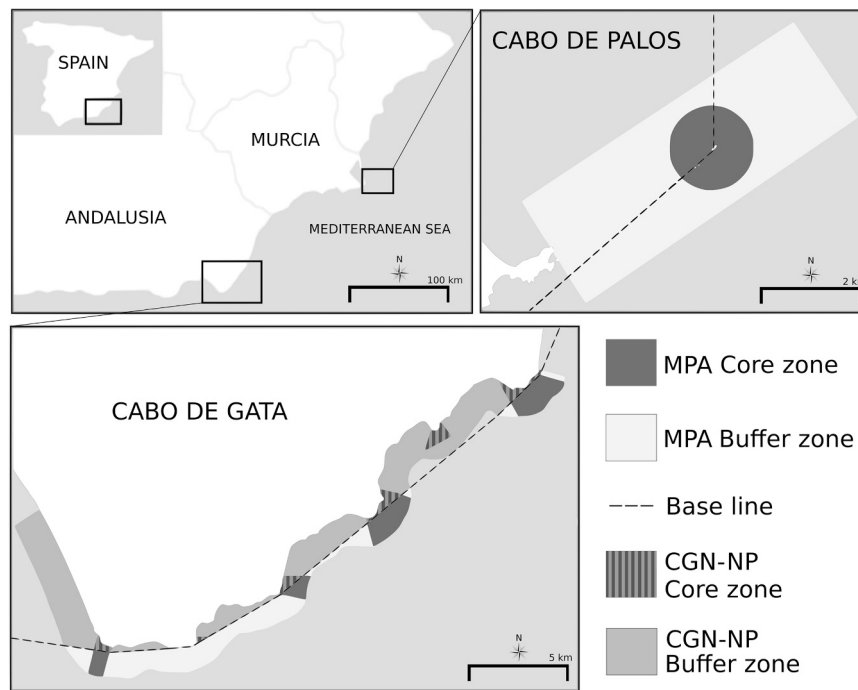 SPAIN
MURCIA
ANDALUSIA
MEDITERRANEAN SEA
N
100 km
CABO DE PALOS
N
2 k
CABO DE GATA
N
5 km
MPA Core zone
MPA Buffer zone
Base line
CGN-NP
Core zone
CGN-NP
Buffer zone